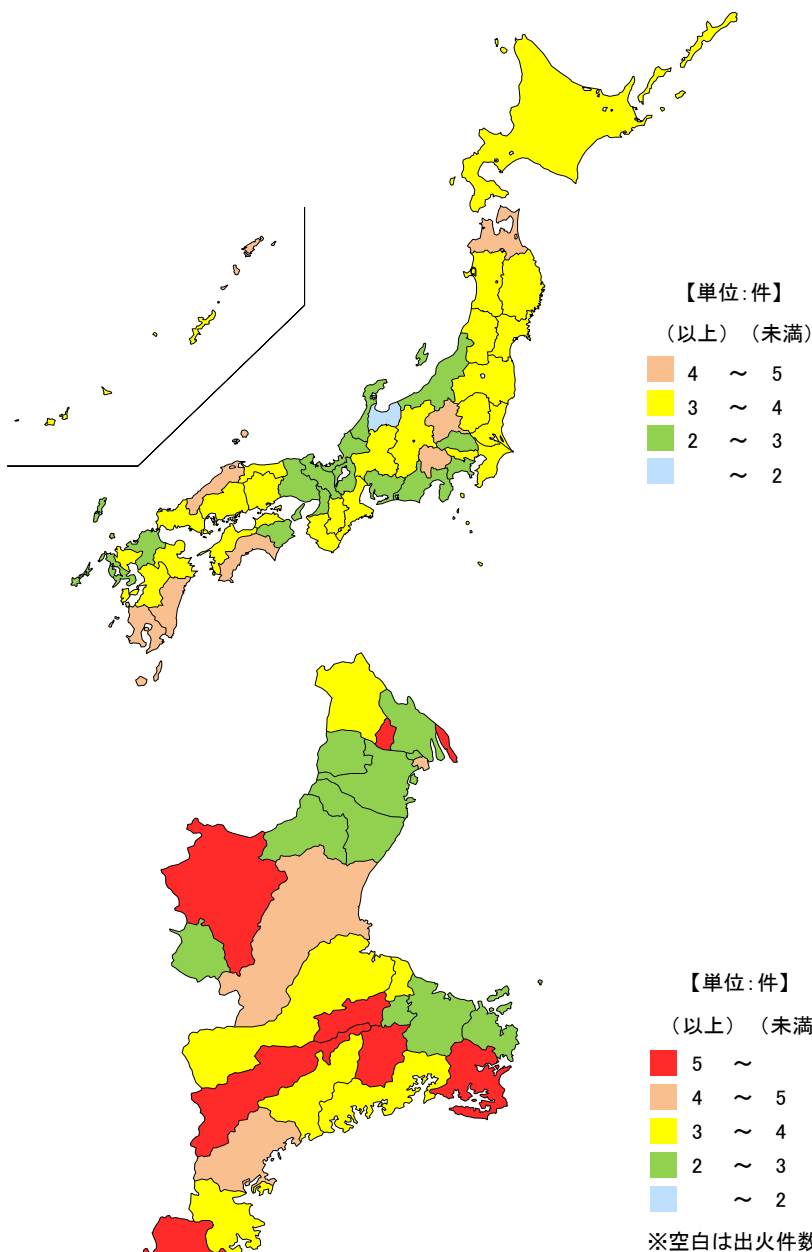 【単位:件】
（以上）（未満）
4 ～ 5
3 ～ 4
2 ～ 3
～ 2
【単位:件】
（以上）（未満
5 ～
4 ～ 5
3 ～ 4
2 ～ 3
～ 2
※空白は出火件数